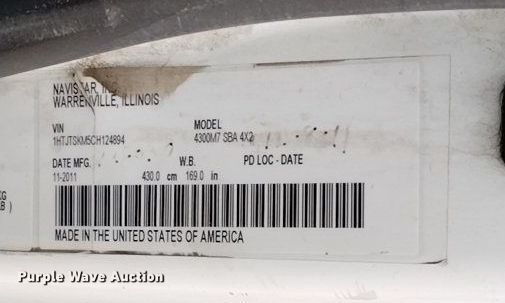 NAVISTAR,
WARRENVILLE, ILLINOIS
VIN MODEL
1HTJTSKM5CH124894 4300M7 SBA 4X2
DATE MFG. W.B. PD LOC - DATE
11-2011 430.0 cm 169.0 in
MADE IN THE UNITED STATES OF AMERICA
)
Purple Wave Auction